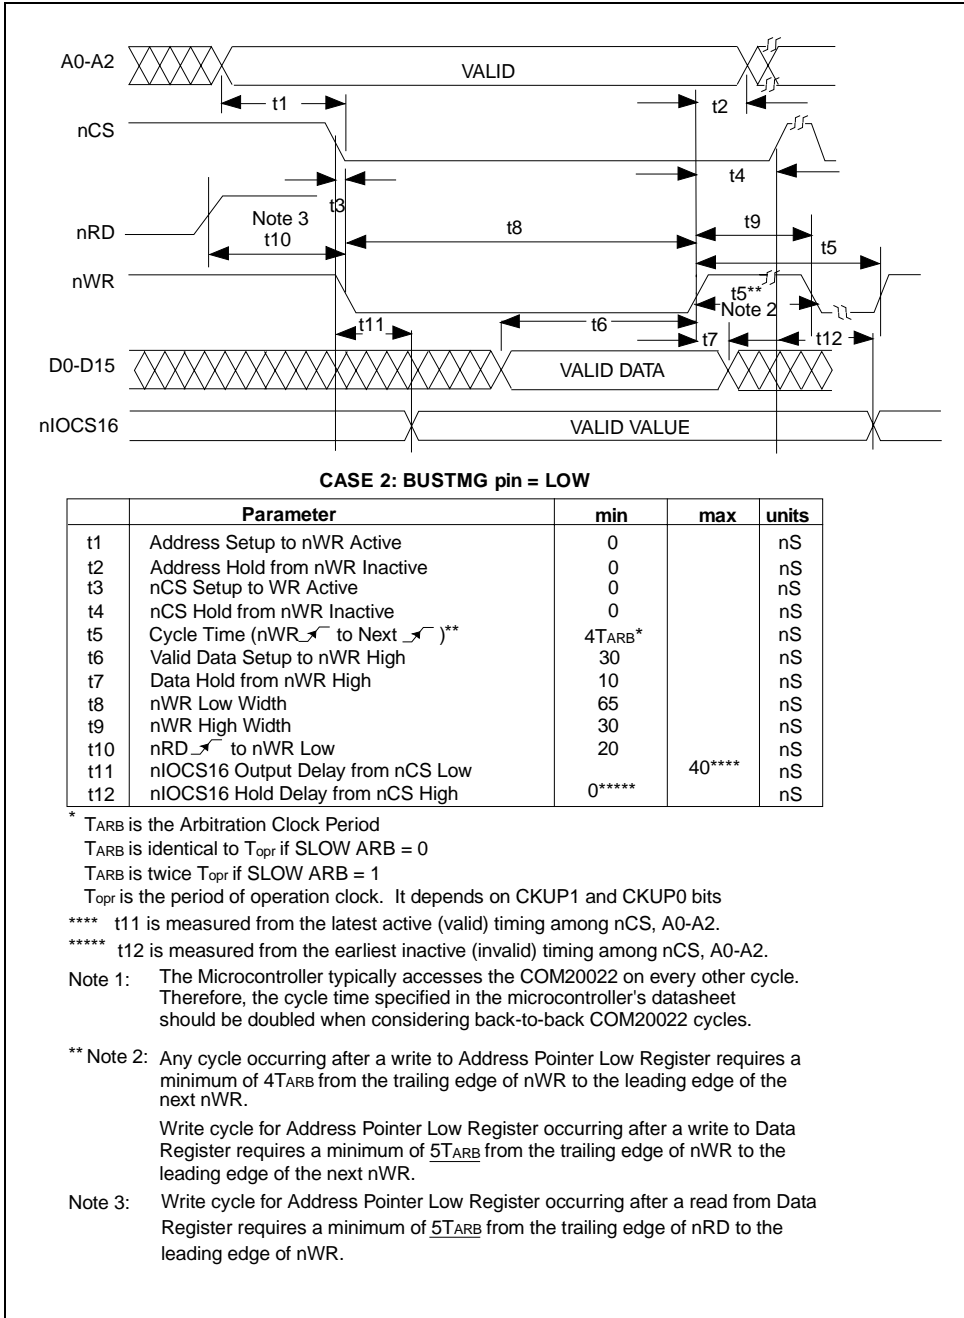 A0-A2
VALID
t1
t2
nCS
t4
t3
nRD
Note 3
t10
t8
t9
t5
nWR
t5**
Note 2
t11
t6
t7
t12
D0-D15
VALID DATA
nIOCS16
VALID VALUE
CASE 2: BUSTMG pin = LOW
Parameter min max units
t1 Address Setup to nWR Active 0 nS
t2 Address Hold from nWR Inactive 0 nS
t3 nCS Setup to WR Active 0 nS
t4 nCS Hold from nWR Inactive 0 nS
t5 Cycle Time (nWR to Next )** 4TARB* nS
t6 Valid Data Setup to nWR High 30 nS
t7 Data Hold from nWR High 10 nS
t8 nWR Low Width 65 nS
t9 nWR High Width 30 nS
t10 nRD to nWR Low 20 nS
t11 nIOCS16 Output Delay from nCS Low 40**** nS
t12 nIOCS16 Hold Delay from nCS High 0***** nS
* TARB is the Arbitration Clock Period
TARB is identical to Topr if SLOW ARB = 0
TARB is twice Topr if SLOW ARB = 1
Topr is the period of operation clock. It depends on CKUP1 and CKUP0 bits
**** t11 is measured from the latest active (valid) timing among nCS, A0-A2.
***** t12 is measured from the earliest inactive (invalid) timing among nCS, A0-A2.
Note 1: The Microcontroller typically accesses the COM20022 on every other cycle.
Therefore, the cycle time specified in the microcontroller's datasheet
should be doubled when considering back-to-back COM20022 cycles.
** Note 2: Any cycle occurring after a write to Address Pointer Low Register requires a
minimum of 4TARB from the trailing edge of nWR to the leading edge of the
next nWR.
Write cycle for Address Pointer Low Register occurring after a write to Data
Register requires a minimum of 5TARB from the trailing edge of nWR to the
leading edge of the next nWR.
Note 3: Write cycle for Address Pointer Low Register occurring after a read from Data
Register requires a minimum of 5TARB from the trailing edge of nRD to the
leading edge of nWR.